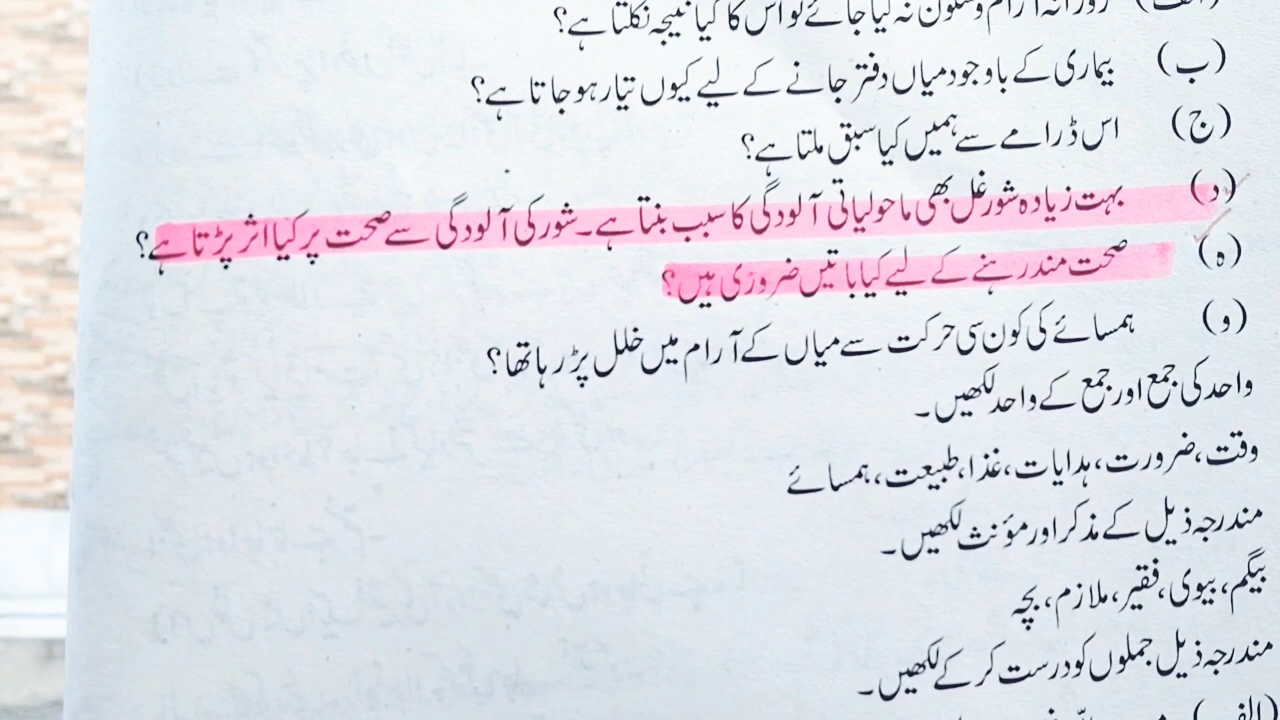 (الف) روزانہ آرام و سکون نہ کیا جائے تو اس کا کیا نتیجہ نکلتا ہے؟
(ب) بیماری کے باوجود میاں دفتر جانے کے لیے کیوں تیار ہو جاتا ہے؟
(ج) اس ڈرامے سے ہمیں کیا سبق ملتا ہے؟
(د) بہت زیادہ شور غل بھی ماحولیاتی آلودگی کا سبب بنتا ہے۔ شور کی آلودگی سے صحت پر کیا اثر پڑتا ہے؟
(ہ) صحت مند رہنے کے لیے کیا باتیں ضروری ہیں؟
(و) ہمسائے کی کون سی حرکت سے میاں کے آرام میں خلل پڑ رہا تھا؟
واحد کی جمع اور جمع کے واحد لکھیں۔
وقت، ضرورت، ہدایات، غذا، طبیعت، ہمسائے
مندرجہ ذیل کے مذکر اور مؤنث لکھیں۔
بیگم، بیوی، فقیر، ملازم، بچہ
مندرجہ ذیل جملوں کو درست کر کے لکھیں۔
(الف)